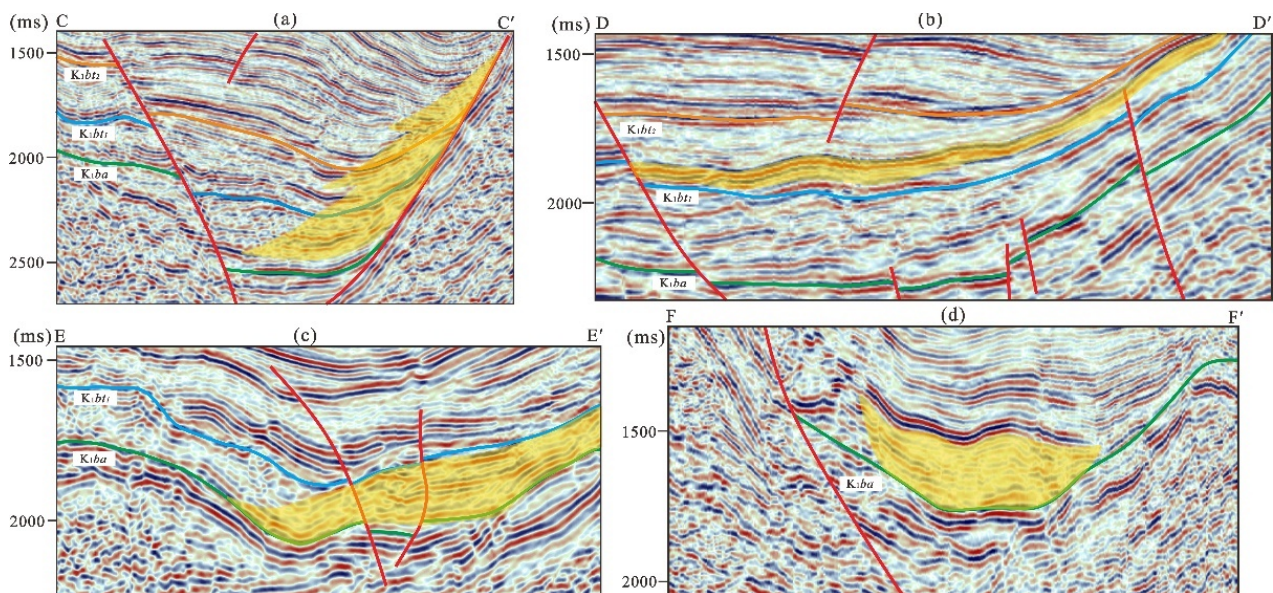 (ms) C (a) C′
1500
K₁bt₂
K₁bt₁
2000
K₁ba
2500
(ms) D (b) D′
1500
K₁bt₂
K₁bt₁
2000
K₁ba
(ms) E (c) E′
1500
K₁bt₁
K₁ba
2000
(ms) F (d) F′
1500
K₁ba
2000